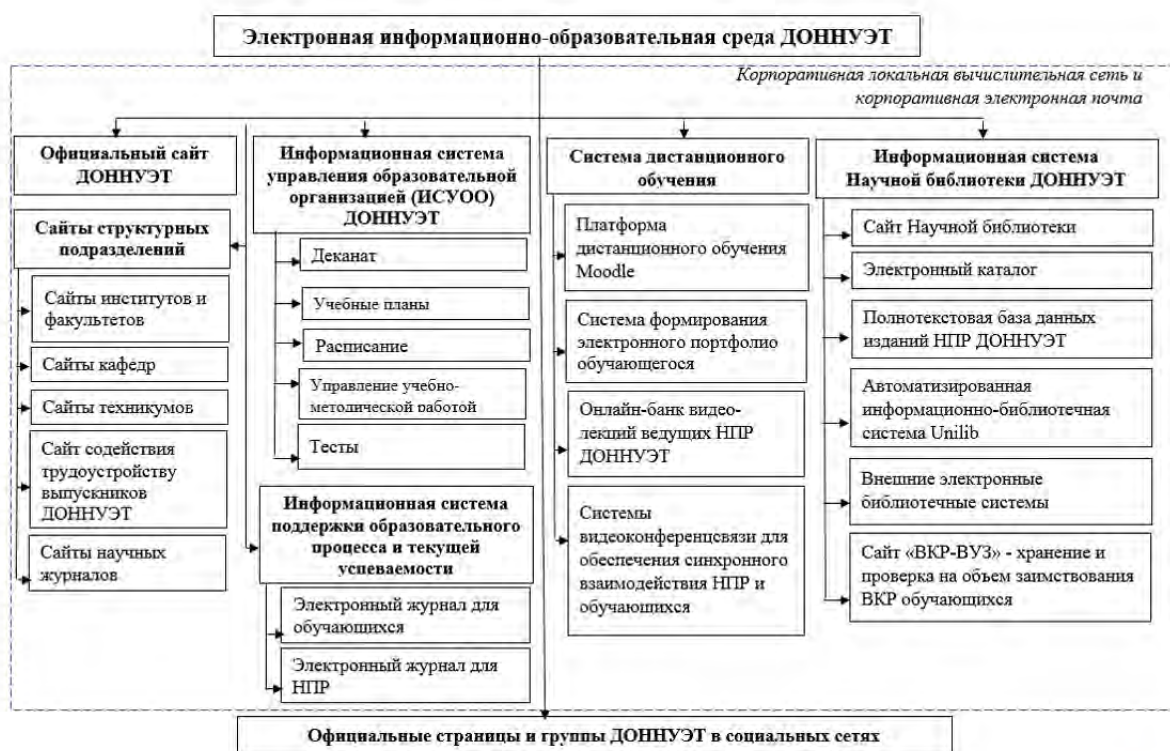 Электронная информационно-образовательная среда ДОННУЭТ
Корпоративная локальная вычислительная сеть и
корпоративная электронная почта
Официальный сайт
ДОННУЭТ
Сайты структурных
подразделений
Сайты институтов и
факультетов
Сайты кафедр
Сайты техникумов
Сайт содействия
трудоустройству
выпускников
ДОННУЭТ
Сайты научных
журналов
Информационная система
управления образовательной
организацией (ИСУОО)
ДОННУЭТ
Деканат
Учебные планы
Расписание
Управление учебно-
методической работой
Тесты
Информационная система
поддержки образовательного
процесса и текущей
успеваемости
Электронный журнал для
обучающихся
Электронный журнал для
НПР
Система дистанционного
обучения
Платформа
дистанционного обучения
Moodle
Система формирования
электронного портфолио
обучающегося
Онлайн-банк видео-
лекций ведущих НПР
ДОННУЭТ
Системы
видеоконференцсвязи для
обеспечения синхронного
взаимодействия НПР и
обучающихся
Информационная система
Научной библиотеки ДОННУЭТ
Сайт Научной библиотеки
Электронный каталог
Полнотекстовая база данных
изданий НПР ДОННУЭТ
Автоматизированная
информационно-библиотечная
система Unilib
Внешние электронные
библиотечные системы
Сайт «ВКР-ВУЗ» - хранение и
проверка на объем заимствования
ВКР обучающихся
Официальные страницы и группы ДОННУЭТ в социальных сетях